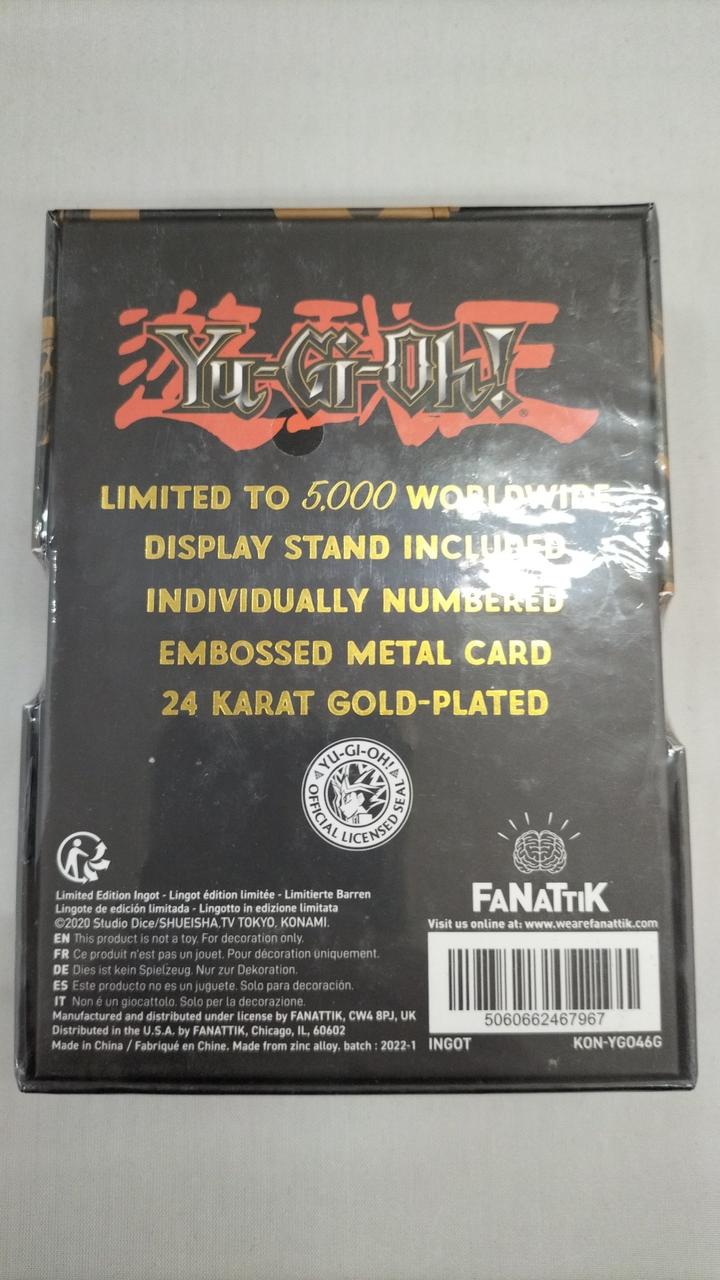 遊戯王
Yu-Gi-Oh!
®
LIMITED TO 5,000 WORLDWIDE
DISPLAY STAND INCLUDED
INDIVIDUALLY NUMBERED
EMBOSSED METAL CARD
24 KARAT GOLD-PLATED
YU-GI-OH!
OFFICIAL LICENSED SEAL
Limited Edition Ingot - Lingot édition limitée - Limitierte Barren
Lingote de edición limitada - Lingotto in edizione limitata
©2020 Studio Dice/SHUEISHA,TV TOKYO, KONAMI.
EN This product is not a toy. For decoration only.
FR Ce produit n'est pas un jouet. Pour décoration uniquement.
DE Dies ist kein Spielzeug. Nur zur Dekoration.
ES Este producto no es un juguete. Solo para decoración.
IT Non é un giocattolo. Solo per la decorazione.
Manufactured and distributed under license by FANATTIK, CW4 8PJ, UK
Distributed in the U.S.A. by FANATTIK, Chicago, IL, 60602
Made in China / Fabriqué en Chine. Made from zinc alloy. batch : 2022-1
FANATTIK
Visit us online at: www.wearefanattik.com
5060662467967
INGOT KON-YGO46G